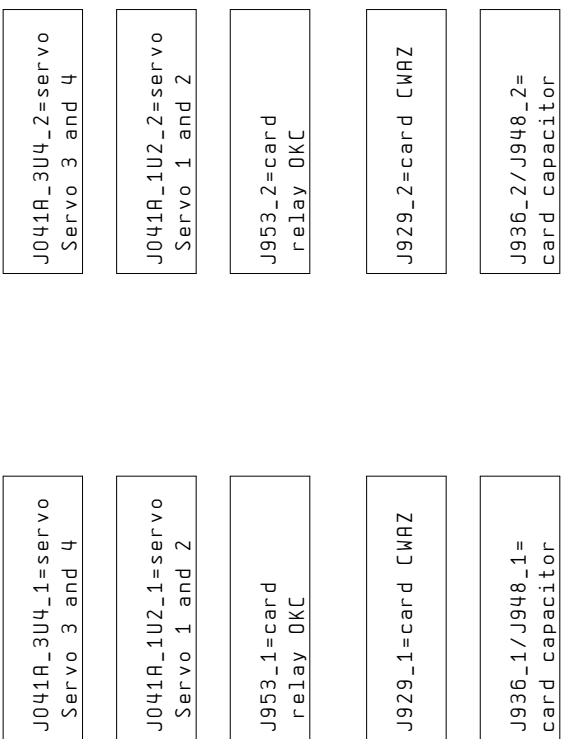 J041A_3U4_2=servo
Servo 3 and 4
J041A_1U2_2=servo
Servo 1 and 2
J953_2=card
relay OKC
J929_2=card CWAZ
J936_2/J948_2=
card capacitor
J041A_3U4_1=servo
Servo 3 and 4
J041A_1U2_1=servo
Servo 1 and 2
J953_1=card
relay OKC
J929_1=card CWAZ
J936_1/J948_1=
card capacitor